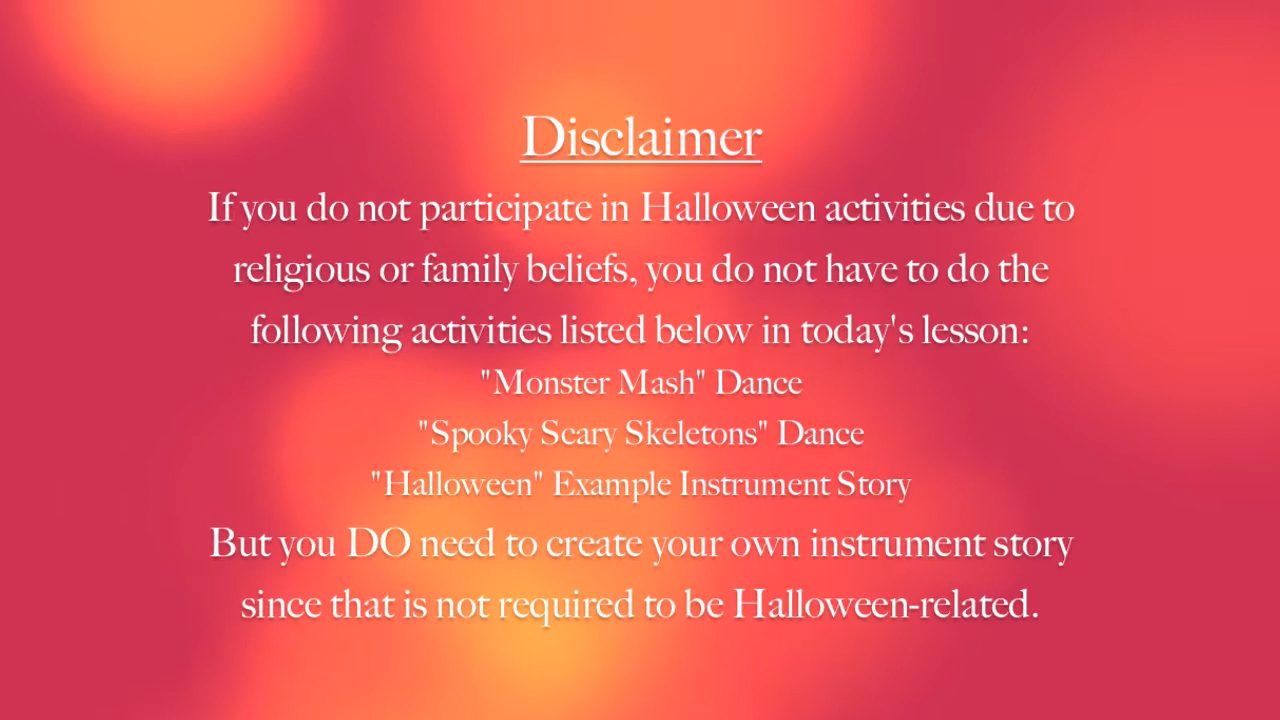 Disclaimer
If you do not participate in Halloween activities due to
religious or family beliefs, you do not have to do the
following activities listed below in today's lesson:
"Monster Mash" Dance
"Spooky Scary Skeletons" Dance
"Halloween" Example Instrument Story
But you DO need to create your own instrument story
since that is not required to be Halloween-related.